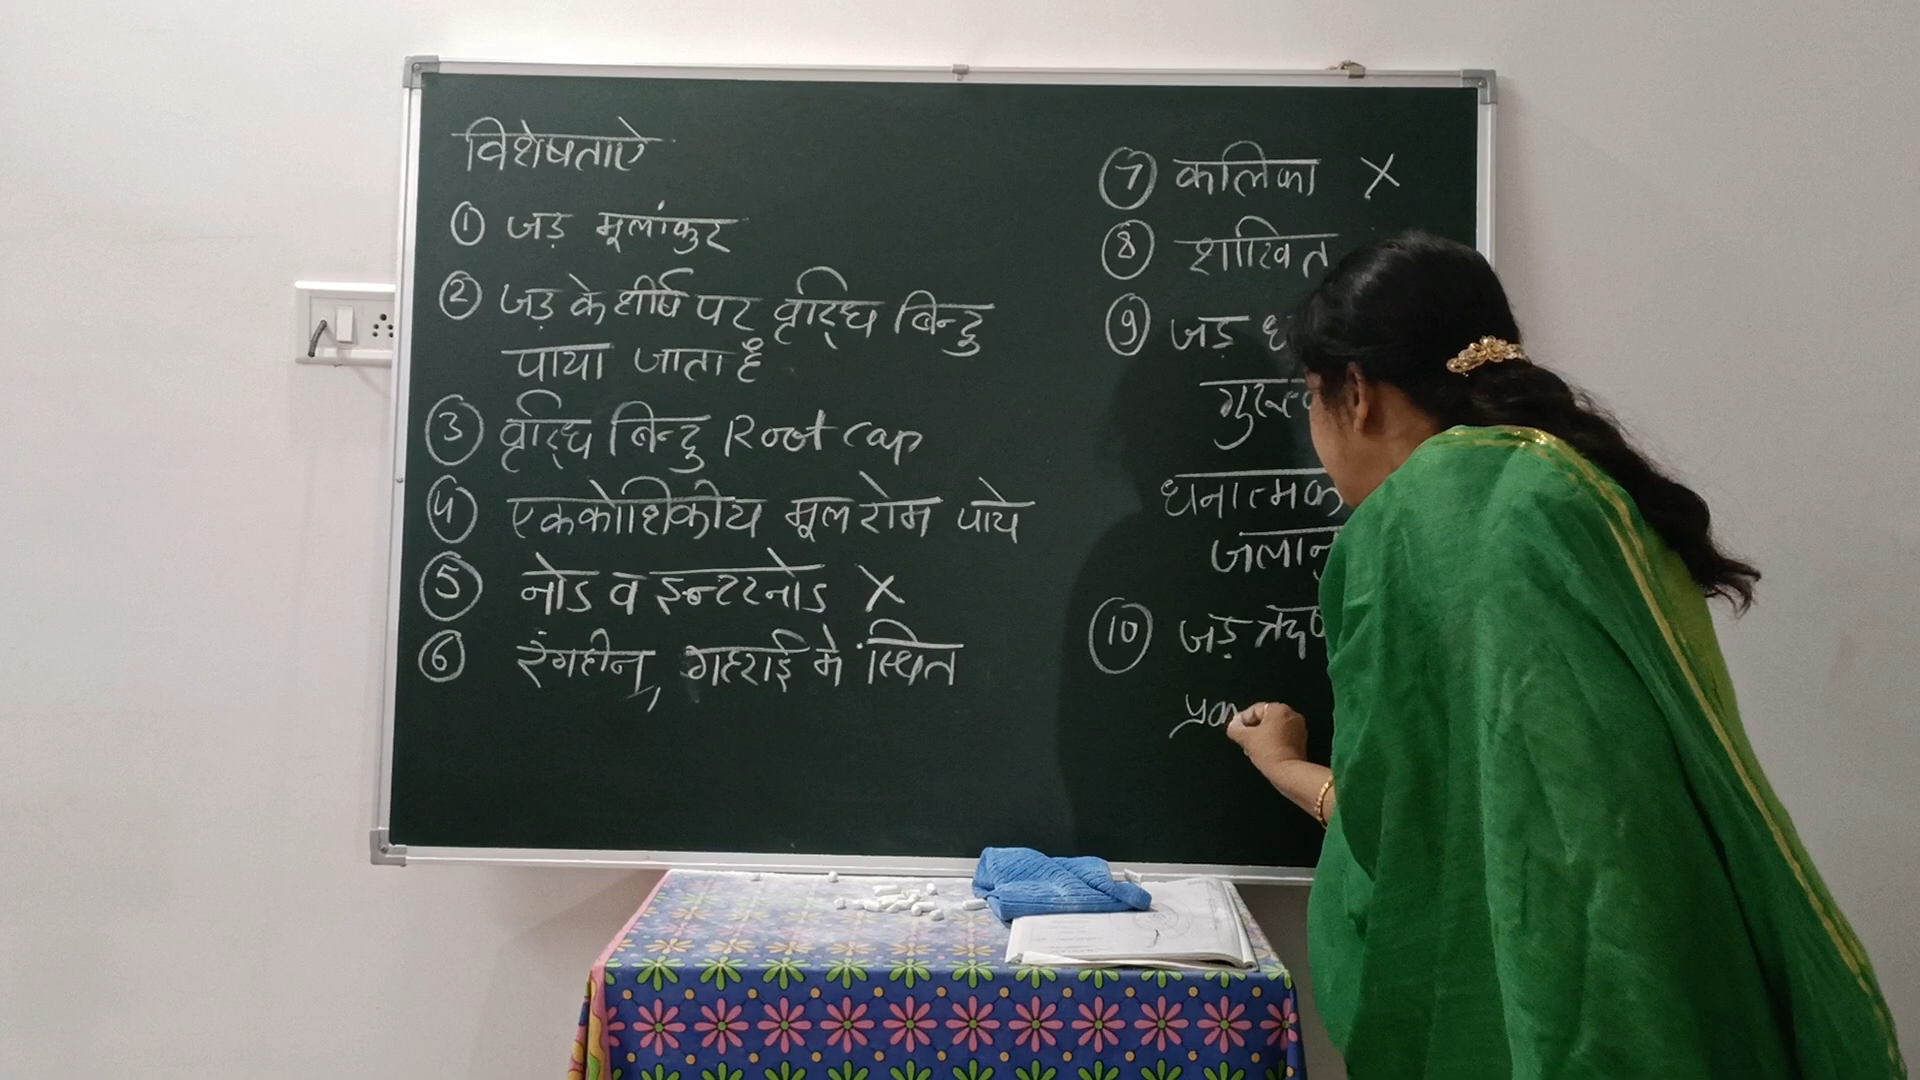 विशेषताऐ
① जड़ मूलांकुर
② जड़ के शीर्ष पर वृद्धि बिन्दु
पाया जाता है
③ वृद्धि बिन्दु Root cap
④ एककोशिकीय मूल रोम पाये
⑤ नोड व इन्टरनोड X
⑥ रंगहीन, गहराई में स्थित
⑦ कलिका X
⑧ शाखित
⑨ जड़
धनात्मक
⑩ जड़